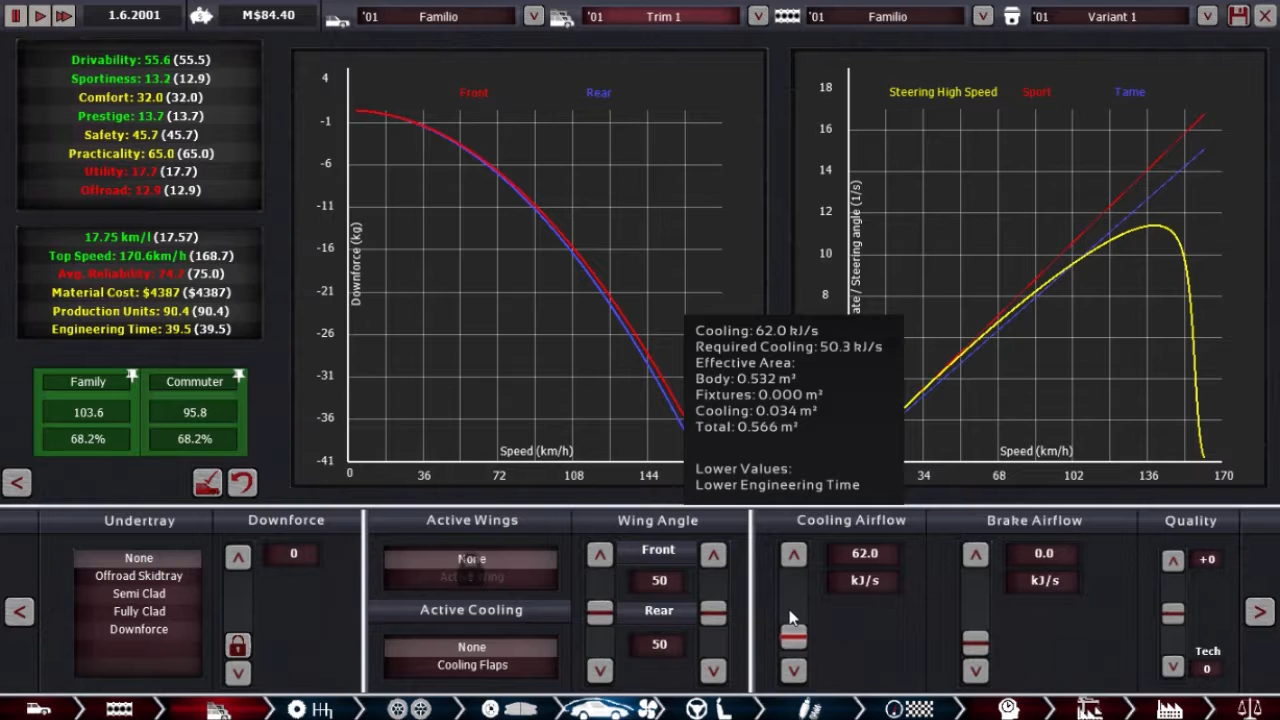 1.6.2001
M$84.40
'01 Familio
'01 Trim 1
'01 Familio
'01 Variant 1
Drivability: 55.6 (55.5)
Sportiness: 13.2 (12.9)
Comfort: 32.0 (32.0)
Prestige: 13.7 (13.7)
Safety: 45.7 (45.7)
Practicality: 65.0 (65.0)
Utility: 17.7 (17.7)
Offroad: 12.9 (12.9)
17.75 km/l (17.57)
Top Speed: 170.6km/h (168.7)
Avg. Reliability: 74.2 (75.0)
Material Cost: $4387 ($4387)
Production Units: 90.4 (90.4)
Engineering Time: 39.5 (39.5)
Family Commuter
103.6 95.8
68.2% 68.2%
<
Front Rear
4
-1
-6
-11
-16
-21
-26
-31
-36
-41
Downforce (kg)
Speed (km/h)
0 36 72 108 144
Steering High Speed Sport Tame
18
16
14
12
10
8
ate / Steering angle (1/s)
Speed (km/h)
34 68 102 136 170
Cooling: 62.0 kJ/s
Required Cooling: 50.3 kJ/s
Effective Area:
Body: 0.532 m²
Fixtures: 0.000 m²
Cooling: 0.034 m²
Total: 0.566 m²
Lower Values:
Lower Engineering Time
Undertray
None
Offroad Skidtray
Semi Clad
Fully Clad
Downforce
Downforce
0
Active Wings
None
Active Wing
Active Cooling
None
Cooling Flaps
Wing Angle
Front
50
Rear
50
Cooling Airflow
62.0
kJ/s
Brake Airflow
0.0
kJ/s
Quality
+0
Tech
0
<
>